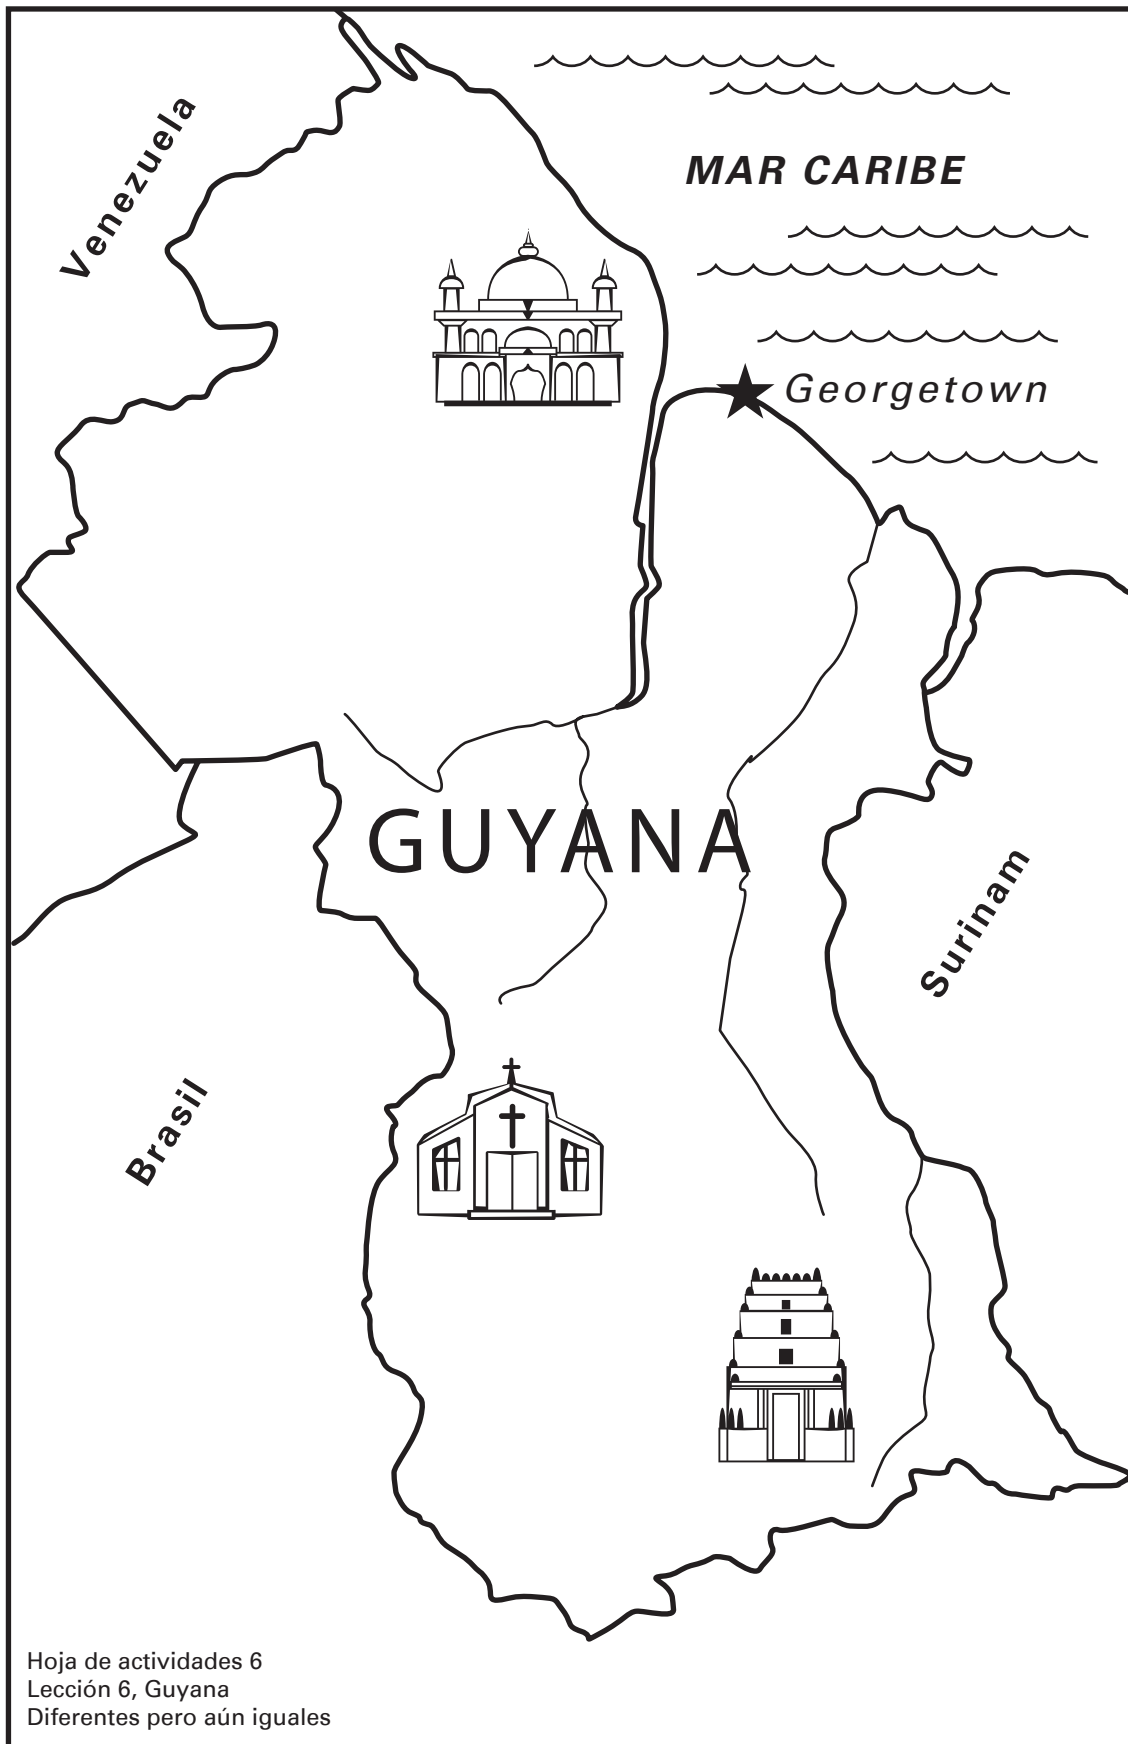 Venezuela
MAR CARIBE
Georgetown
GUYANA
Surinam
Brasil
Hoja de actividades 6
Lección 6, Guyana
Diferentes pero aún iguales